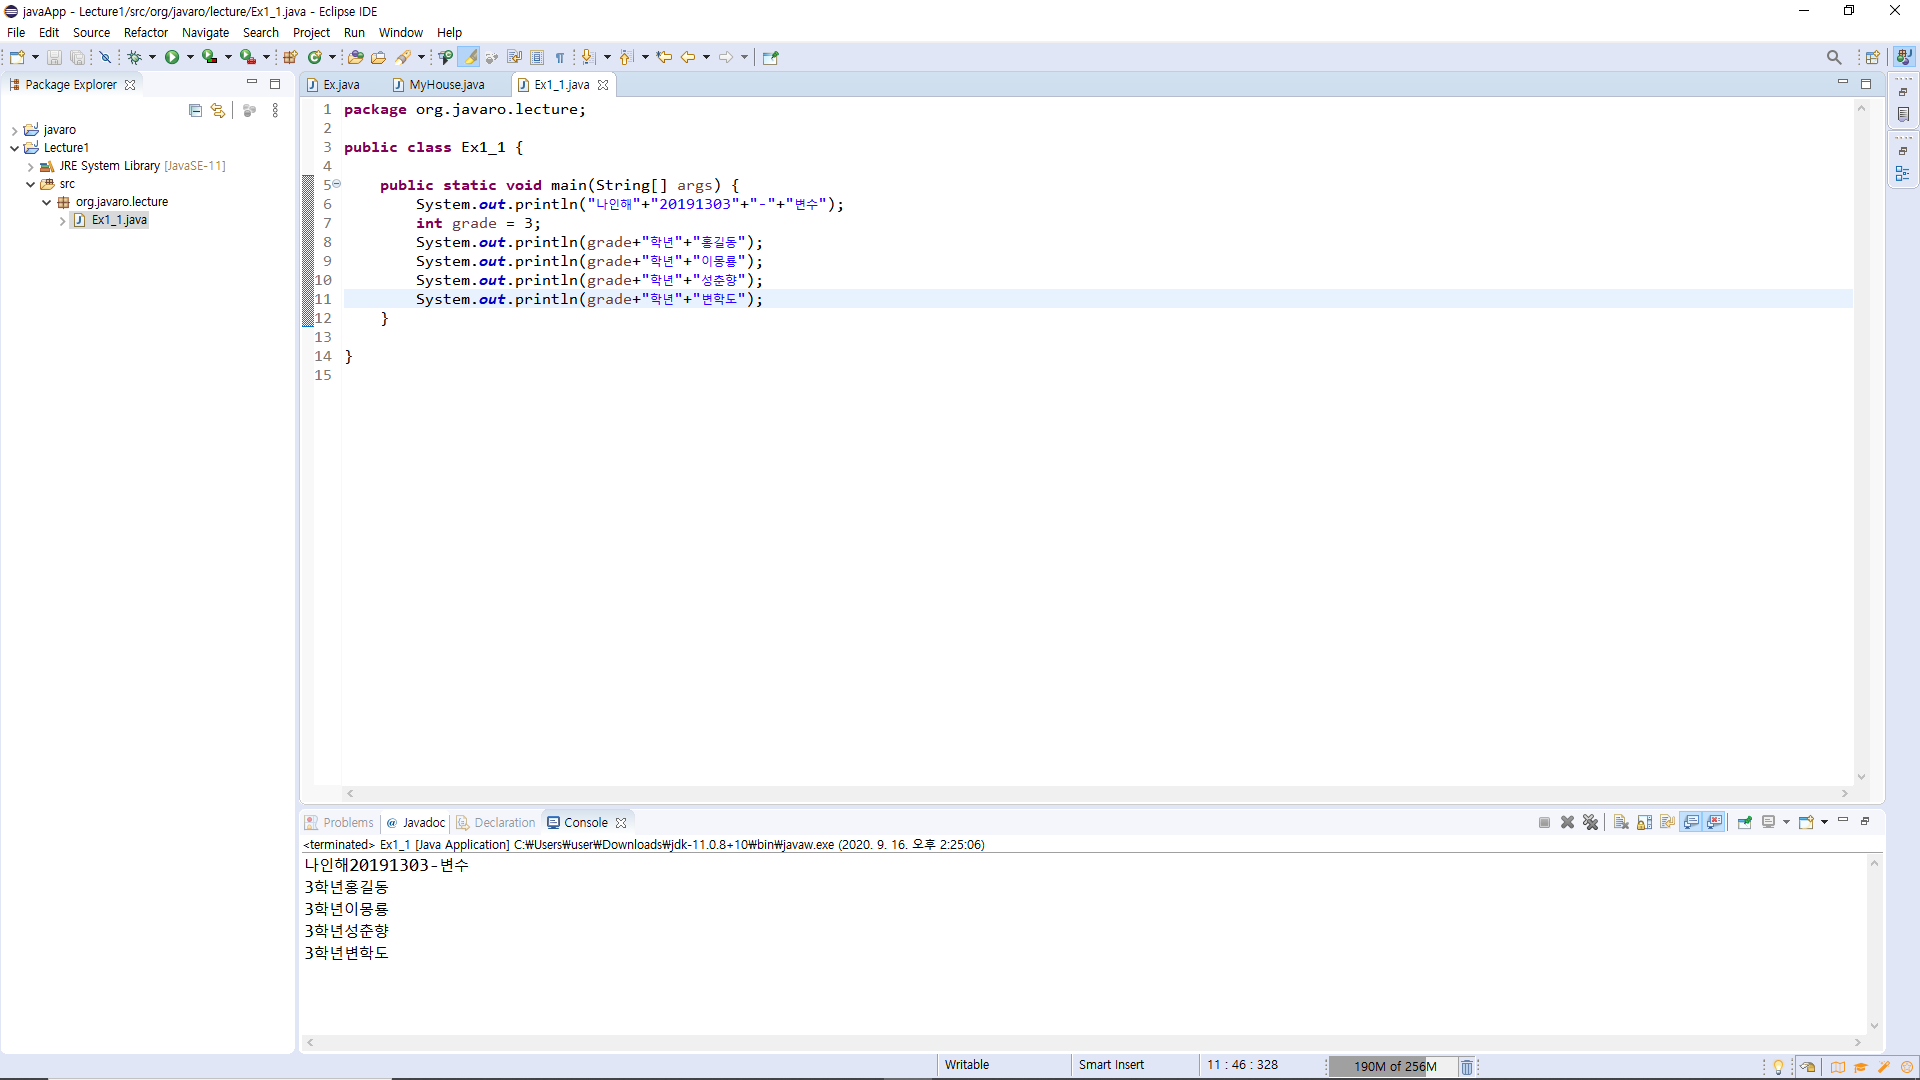 javaApp - Lecture1/src/org/javaro/lecture/Ex1_1.java - Eclipse IDE
File Edit Source Refactor Navigate Search Project Run Window Help
Package Explorer
javaro
Lecture1
JRE System Library [JavaSE-11]
src
org.javaro.lecture
Ex1_1.java
Ex.java MyHouse.java Ex1_1.java
1 package org.javaro.lecture;
2
3 public class Ex1_1 {
4
5 public static void main(String[] args) {
6 System.out.println("나인해"+"20191303"+"-"+"변수");
7 int grade = 3;
8 System.out.println(grade+"학년"+"홍길동");
9 System.out.println(grade+"학년"+"이몽룡");
10 System.out.println(grade+"학년"+"성춘향");
11 System.out.println(grade+"학년"+"변학도");
12 }
13
14 }
15
Problems @ Javadoc Declaration Console
<terminated> Ex1_1 [Java Application] C:₩Users₩user₩Downloads₩jdk-11.0.8+10₩bin₩javaw.exe (2020. 9. 16. 오후 2:25:06)
나인해20191303-변수
3학년홍길동
3학년이몽룡
3학년성춘향
3학년변학도
Writable Smart Insert 11 : 46 : 328 190M of 256M